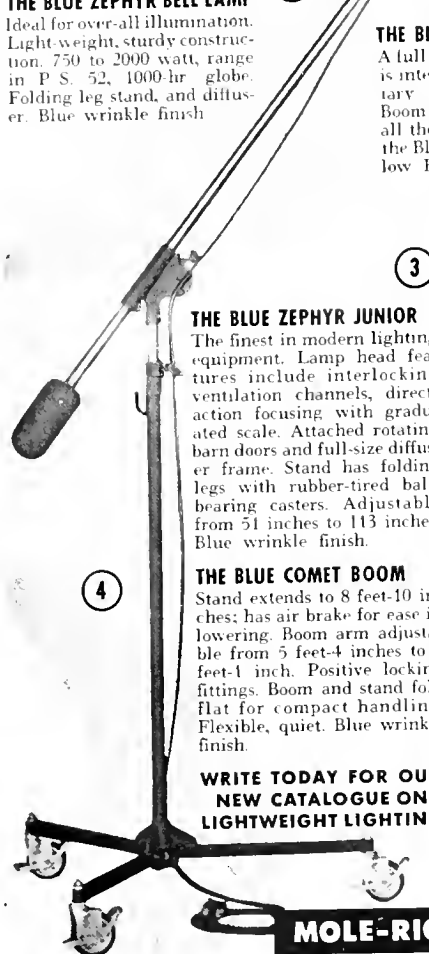 THE BLUE ZEPHYR BELL LAMP
Ideal for over-all illumination.
Light-weight, sturdy construc-
tion. 750 to 2000 watt, range
in P S. 52, 1000-hr globe.
Folding leg stand, and diffus-
er. Blue wrinkle finish
THE
A full
is
Boom
all
the
low
3
THE BLUE ZEPHYR JUNIOR
The finest in modern lighting
equipment. Lamp head fea
tures include interlockin
ventilation channels, direct
action focusing with gradu
ated scale. Attached rotatin
barn doors and full-size diffus
er frame. Stand has foldin
legs with rubber-tired bal
bearing casters. Adjustabl
from 51 inches to 113 inche
Blue wrinkle finish.
4
THE BLUE COMET BOOM
Stand extends to 8 feet-10 in
ches; has air brake for ease i
lowering. Boom arm adjusta
ble from 5 feet-4 inches to
feet-1 inch. Positive lockin
fittings. Boom and stand fol
flat for compact handlin
Flexible, quiet. Blue wrink
finish.
WRITE TODAY FOR OU
NEW CATALOGUE ON
LIGHTWEIGHT LIGHTIN
MOLE-RIC